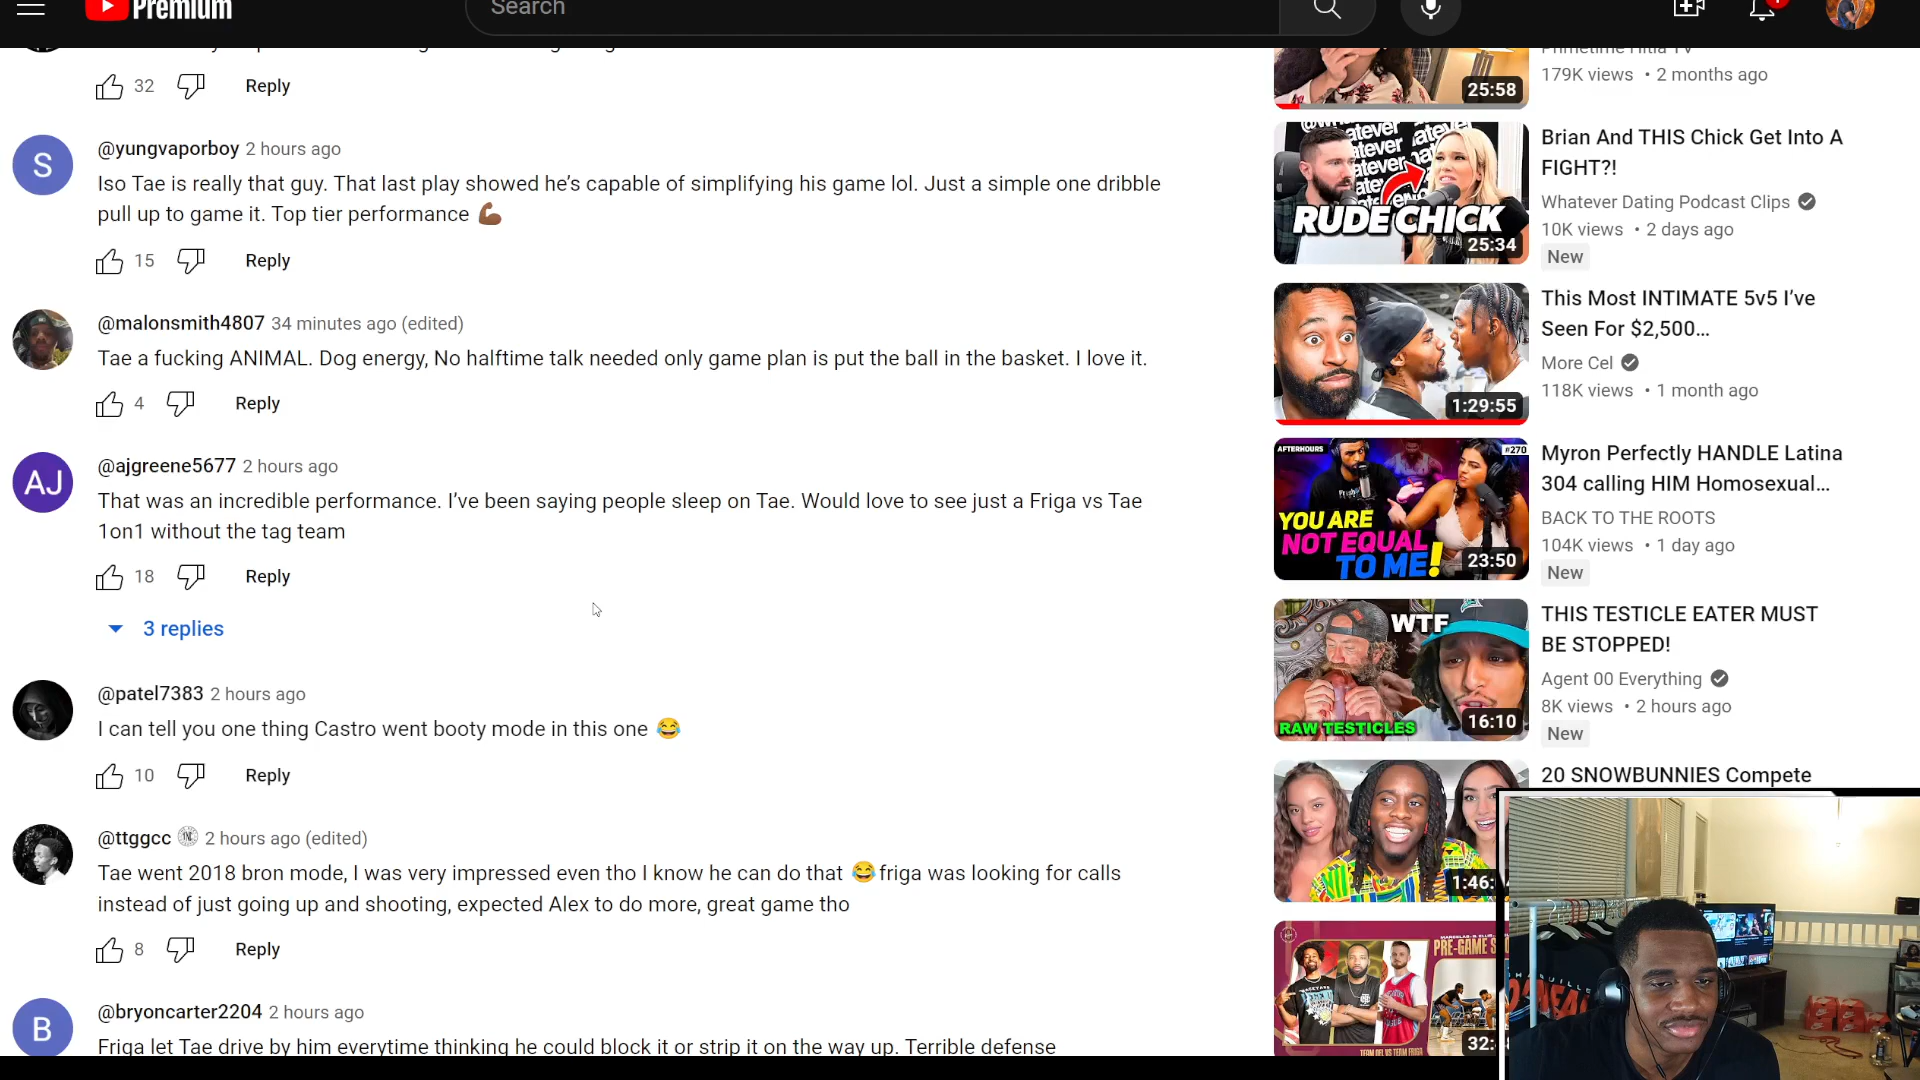 Premium
Search
32
Reply
S
@yungvaporboy 2 hours ago
Iso Tae is really that guy. That last play showed he’s capable of simplifying his game lol. Just a simple one dribble
pull up to game it. Top tier performance 💪🏾
15
Reply
@malonsmith4807 34 minutes ago (edited)
Tae a fucking ANIMAL. Dog energy, No halftime talk needed only game plan is put the ball in the basket. I love it.
4
Reply
AJ
@ajgreene5677 2 hours ago
That was an incredible performance. I’ve been saying people sleep on Tae. Would love to see just a Friga vs Tae
1on1 without the tag team
18
Reply
3 replies
@patel7383 2 hours ago
I can tell you one thing Castro went booty mode in this one 😂
10
Reply
@ttggcc 2 hours ago (edited)
Tae went 2018 bron mode, I was very impressed even tho I know he can do that 😂friga was looking for calls
instead of just going up and shooting, expected Alex to do more, great game tho
8
Reply
B
@bryoncarter2204 2 hours ago
Friga let Tae drive by him everytime thinking he could block it or strip it on the way up. Terrible defense
25:58
179K views • 2 months ago
RUDE CHICK
25:34
Brian And THIS Chick Get Into A
FIGHT?!
Whatever Dating Podcast Clips
10K views • 2 days ago
New
1:29:55
This Most INTIMATE 5v5 I’ve
Seen For $2,500...
More Cel
118K views • 1 month ago
AFTERHOURS
#270
YOU ARE
NOT EQUAL
TO ME!
23:50
Myron Perfectly HANDLE Latina
304 calling HIM Homosexual...
BACK TO THE ROOTS
104K views • 1 day ago
New
WTF
RAW TESTICLES
16:10
THIS TESTICLE EATER MUST
BE STOPPED!
Agent 00 Everything
8K views • 2 hours ago
New
1:46:
20 SNOWBUNNIES Compete
PRE-GAME S
32: